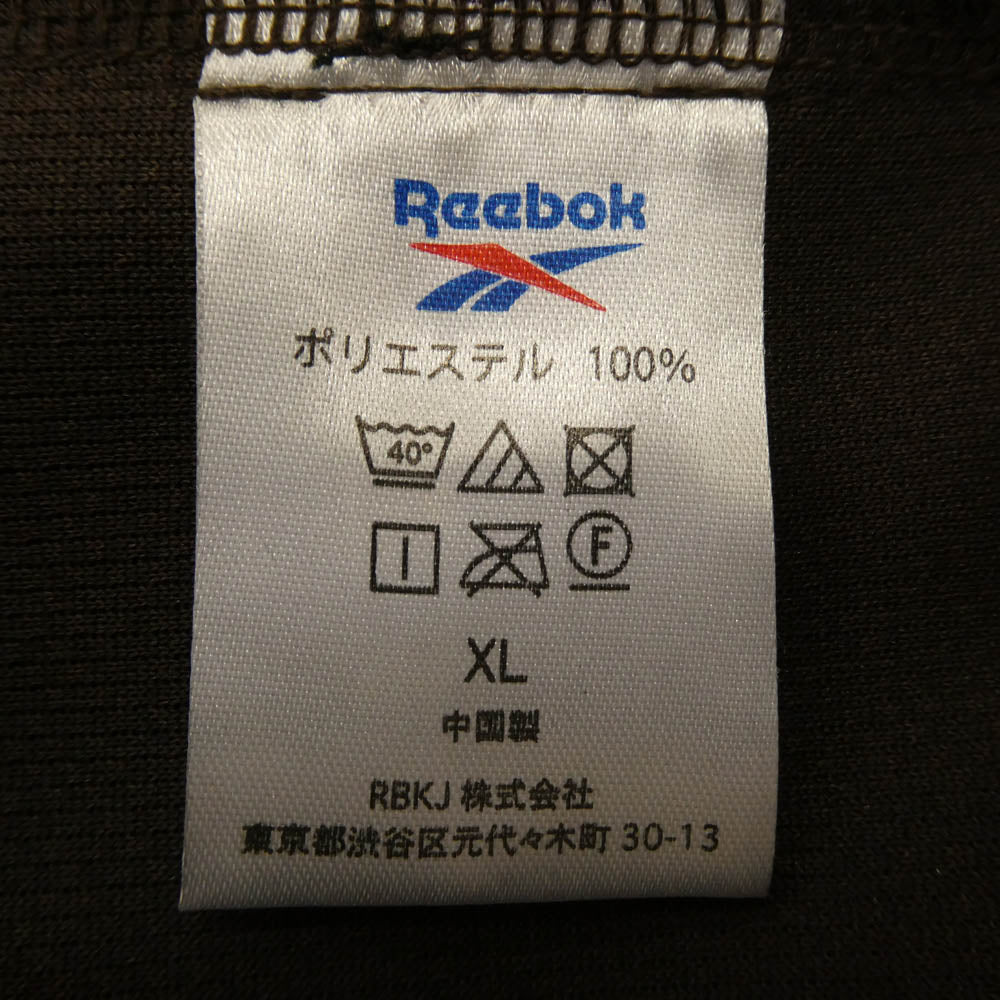 Reebok
ポリエステル 100%
40°
F
XL
中国製
RBKJ 株式会社
東京都渋谷区元代々木町 30-13